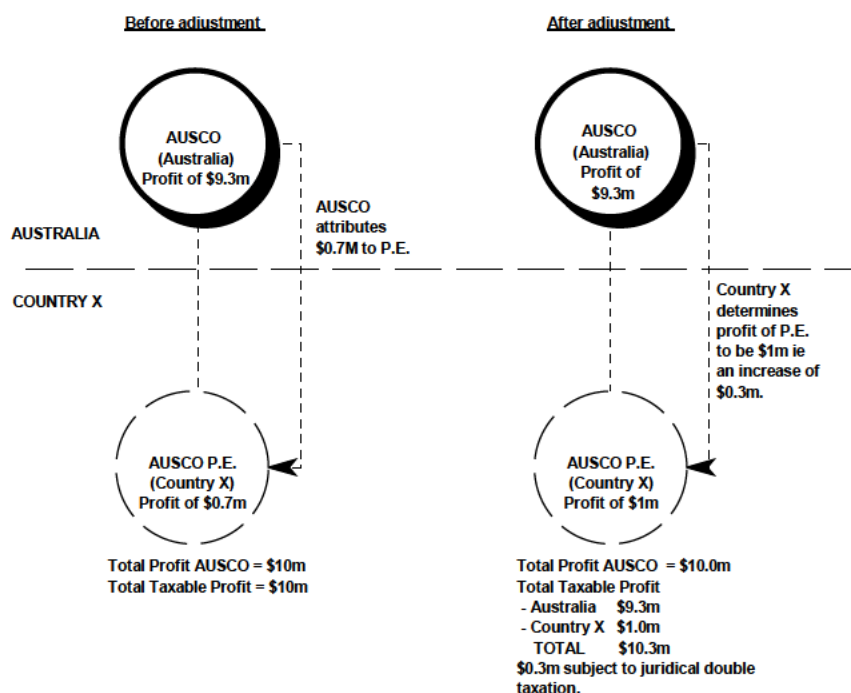 Before adjustment
AUSCO
(Australia)
Profit of $9.3m
AUSCO
attributes
$0.7M to P.E.
AUSTRALIA
COUNTRY X
AUSCO P.E.
(Country X)
Profit of $0.7m
Total Profit AUSCO = $10m
Total Taxable Profit = $10m
After adjustment
AUSCO
(Australia)
Profit of
$9.3m
Country X
determines
profit of P.E.
to be $1m ie
an increase of
$0.3m.
AUSCO P.E.
(Country X)
Profit of $1m
Total Profit AUSCO = $10.0m
Total Taxable Profit
- Australia $9.3m
- Country X $1.0m
TOTAL $10.3m
$0.3m subject to juridical double
taxation.